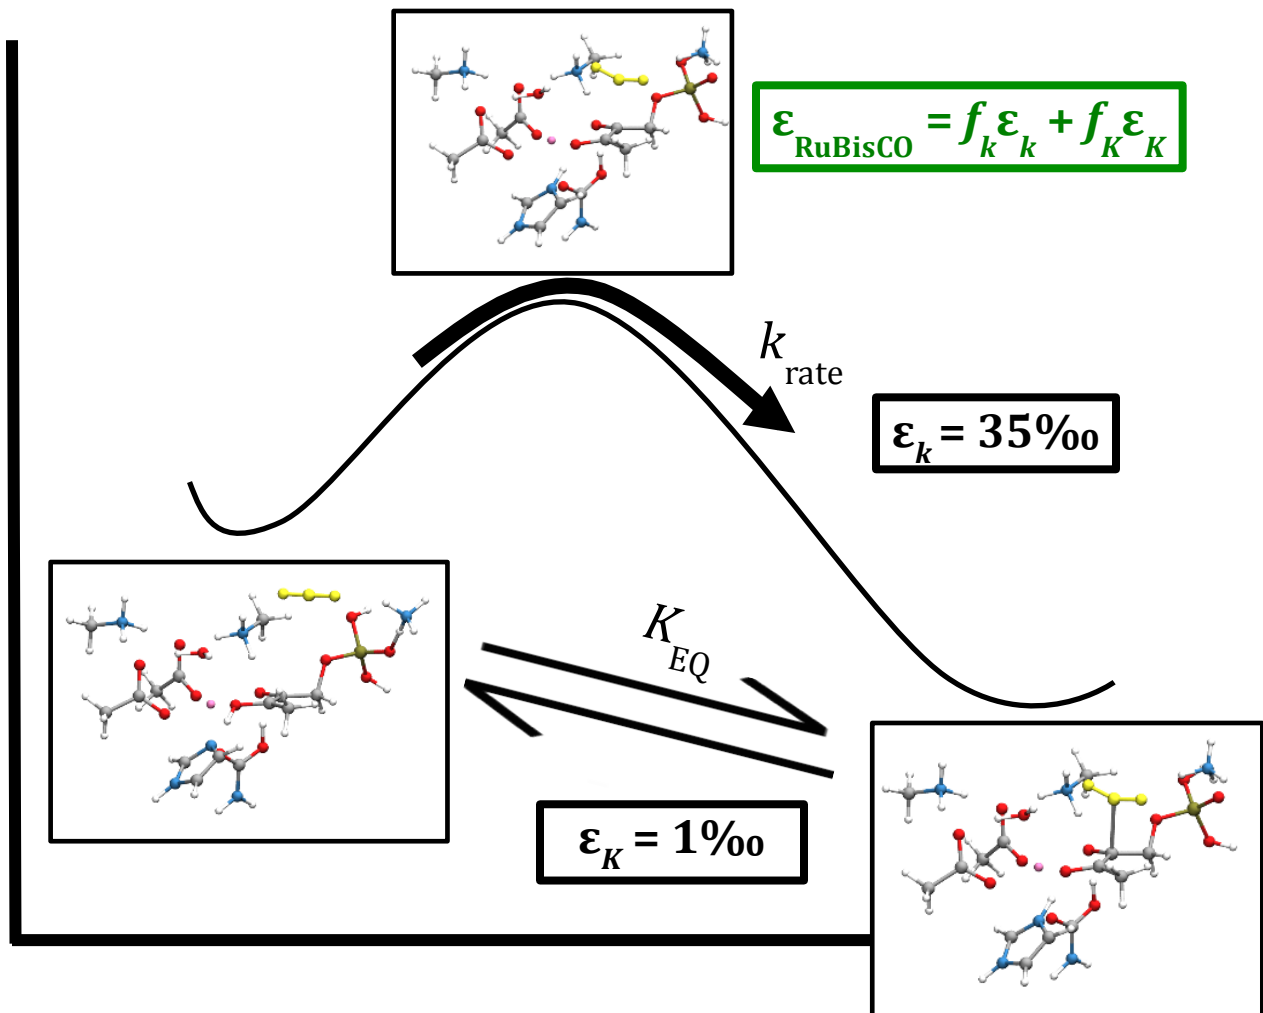 ε_RuBisCO = f_k ε_k + f_K ε_K
k_rate
ε_k = 35‰
K_EQ
ε_K = 1‰